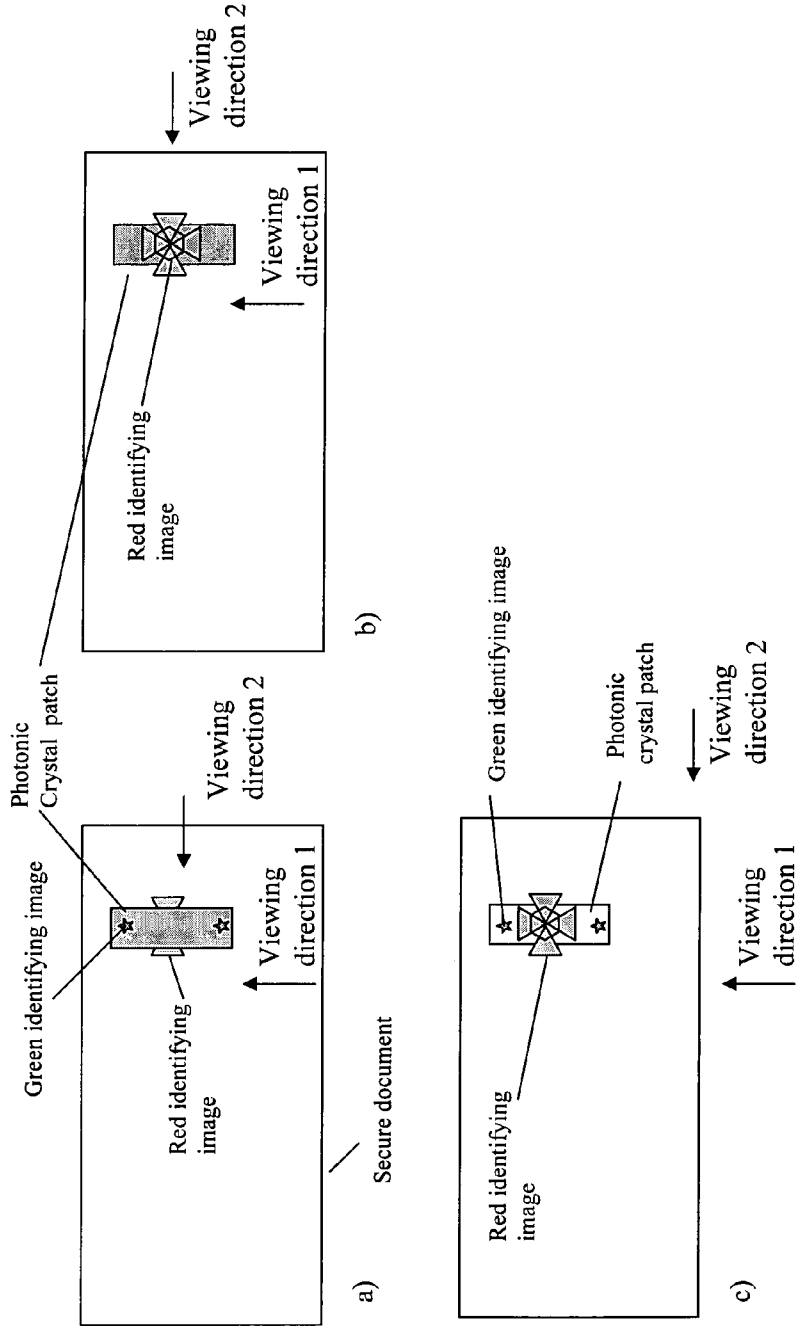 Green identifying image
Photonic
Crystal patch
Red identifying
image
Viewing
direction 1
Viewing
direction 2
Secure document
a)
Red identifying
image
Viewing
direction 1
Viewing
direction 2
b)
Green identifying image
Red identifying
image
Photonic
crystal patch
Viewing
direction 1
Viewing
direction 2
c)